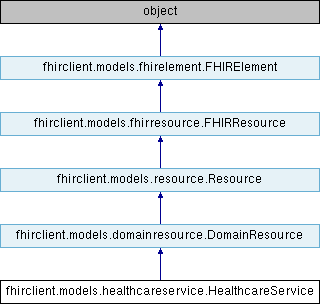 object
fhirclient.models.fhirelement.FHIRElement
fhirclient.models.fhirresource.FHIRResource
fhirclient.models.resource.Resource
fhirclient.models.domainresource.DomainResource
fhirclient.models.healthcareservice.HealthcareService